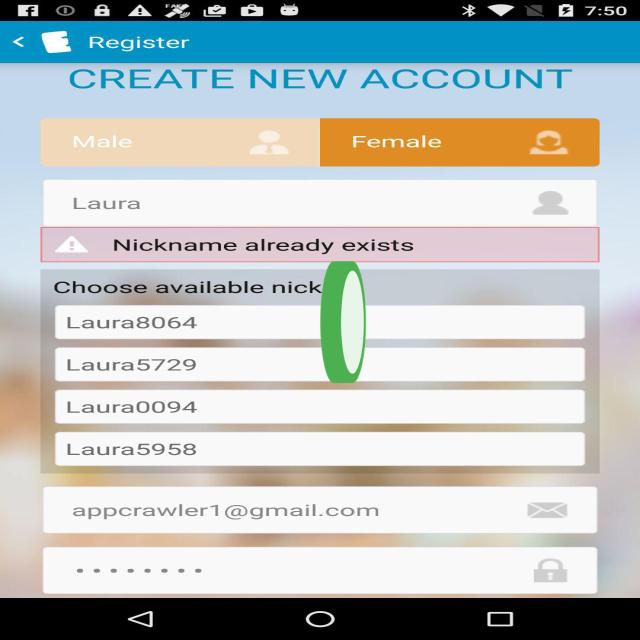 7:50
Register
CREATE NEW ACCOUNT
Male
Female
Laura
Nickname already exists
Choose available nick
Laura8064
Laura5729
Laura0094
Laura5958
appcrawler1@gmail.com